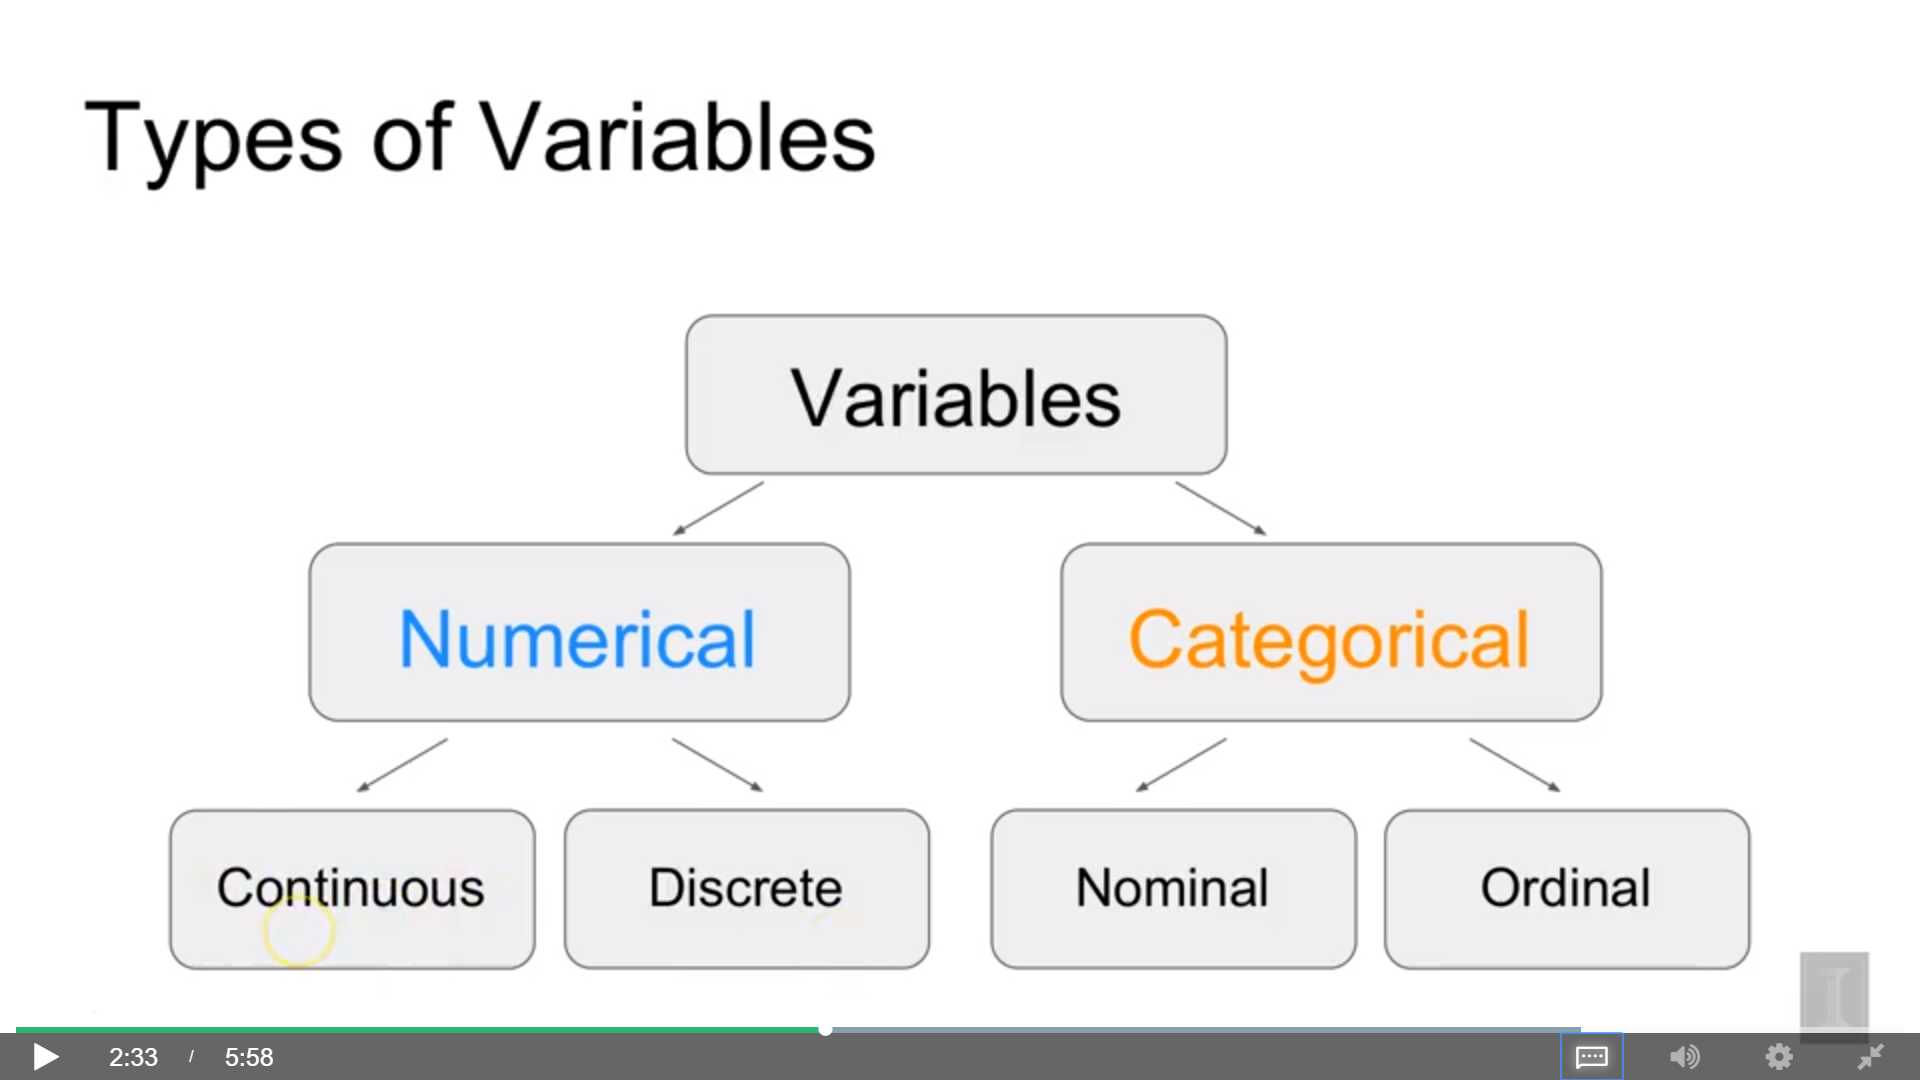 Types of Variables
Variables
Numerical
Categorical
Continuous
Discrete
Nominal
Ordinal
I
2:33 / 5:58